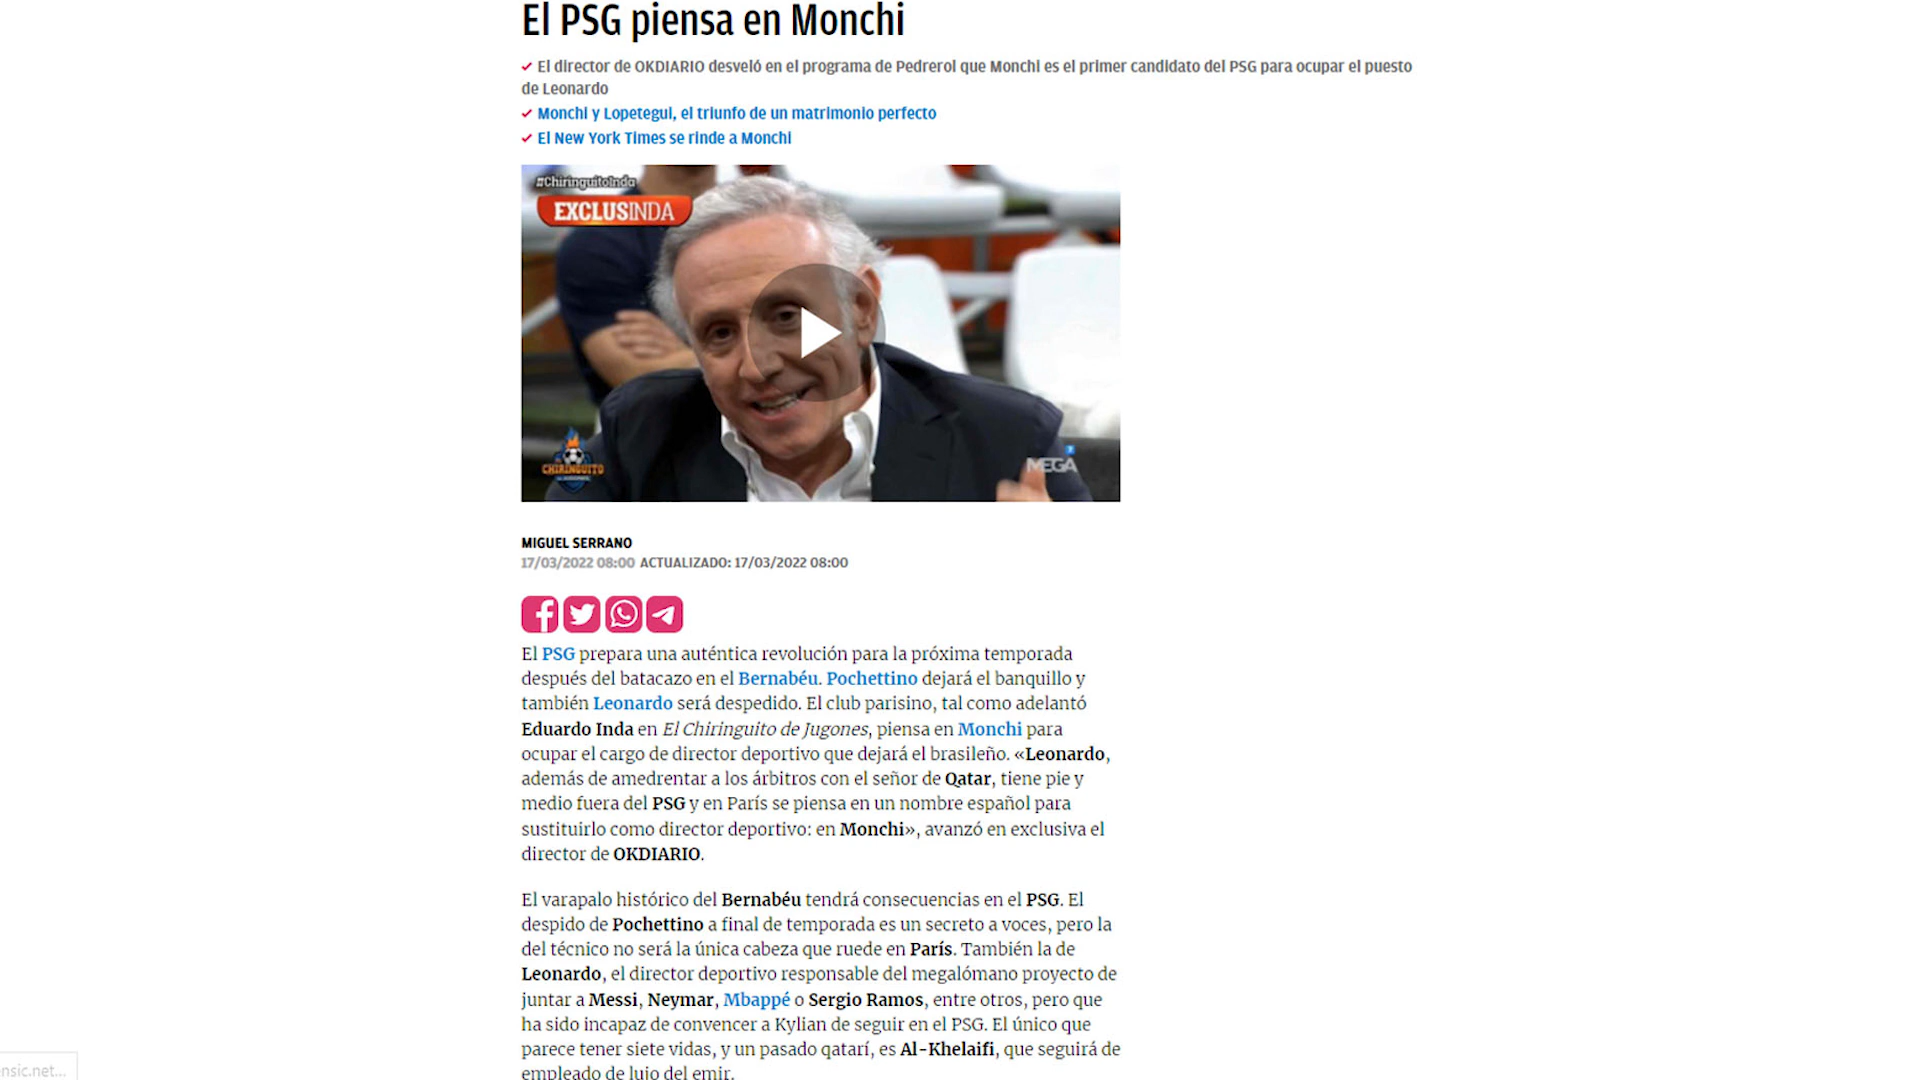 El PSG piensa en Monchi
El director de OKDIARIO desveló en el programa de Pedrerol que Monchi es el primer candidato del PSG para ocupar el puesto
de Leonardo
Monchi y Lopetegui, el triunfo de un matrimonio perfecto
El New York Times se rinde a Monchi
#ChiringuitoInda
EXCLUSINDA
CHIRINGUITO
MEGA
MIGUEL SERRANO
17/03/2022 08:00 ACTUALIZADO: 17/03/2022 08:00
El PSG prepara una auténtica revolución para la próxima temporada
después del batacazo en el Bernabéu. Pochettino dejará el banquillo y
también Leonardo será despedido. El club parisino, tal como adelantó
Eduardo Inda en El Chiringuito de Jugones, piensa en Monchi para
ocupar el cargo de director deportivo que dejará el brasileño. «Leonardo,
además de amedrentar a los árbitros con el señor de Qatar, tiene pie y
medio fuera del PSG y en París se piensa en un nombre español para
sustituirlo como director deportivo: en Monchi», avanzó en exclusiva el
director de OKDIARIO.
El varapalo histórico del Bernabéu tendrá consecuencias en el PSG. El
despido de Pochettino a final de temporada es un secreto a voces, pero la
del técnico no será la única cabeza que ruede en París. También la de
Leonardo, el director deportivo responsable del megalómano proyecto de
juntar a Messi, Neymar, Mbappé o Sergio Ramos, entre otros, pero que
ha sido incapaz de convencer a Kylian de seguir en el PSG. El único que
parece tener siete vidas, y un pasado qatarí, es Al-Khelaifi, que seguirá de
empleado de lujo del emir.
nsic.net...